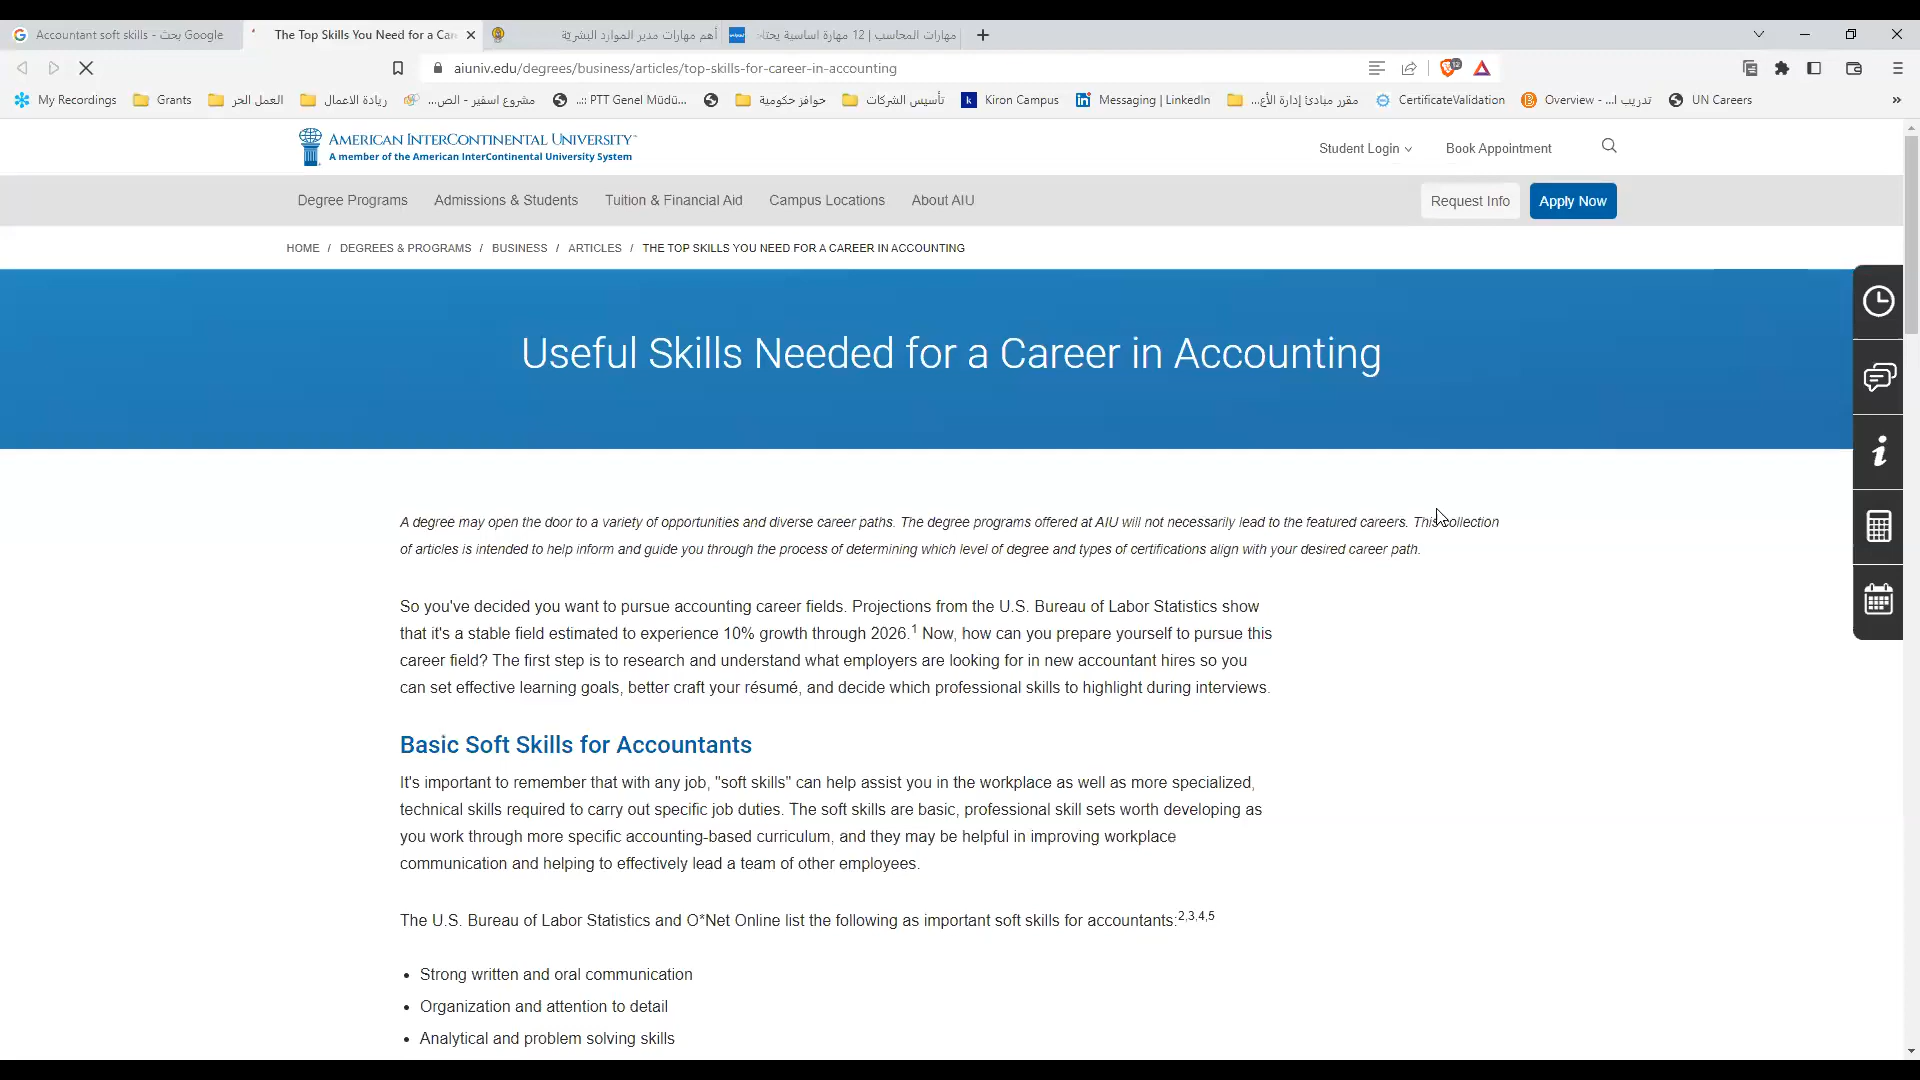 Accountant soft skills - بحث Google
The Top Skills You Need for a Car
أهم مهارات مدير الموارد البشريّة
مهارات المحاسب | 12 مهارة اساسية يحتا
aiuniv.edu/degrees/business/articles/top-skills-for-career-in-accounting
12
My Recordings
Grants
العمل الحر
ريادة الاعمال
مشروع اسفير - الص...
PTT Genel Müdü...
حوافز حكومية
تأسيس الشركات
Kiron Campus
Messaging | LinkedIn
مقرر مبادئ إدارة الأع...
CertificateValidation
Overview - ...تدريب ا
UN Careers
AMERICAN INTERCONTINENTAL UNIVERSITY
A member of the American InterContinental University System
Student Login
Book Appointment
Degree Programs
Admissions & Students
Tuition & Financial Aid
Campus Locations
About AIU
Request Info
Apply Now
HOME / DEGREES & PROGRAMS / BUSINESS / ARTICLES / THE TOP SKILLS YOU NEED FOR A CAREER IN ACCOUNTING
Useful Skills Needed for a Career in Accounting
A degree may open the door to a variety of opportunities and diverse career paths. The degree programs offered at AIU will not necessarily lead to the featured careers. This collection
of articles is intended to help inform and guide you through the process of determining which level of degree and types of certifications align with your desired career path.
So you've decided you want to pursue accounting career fields. Projections from the U.S. Bureau of Labor Statistics show
that it's a stable field estimated to experience 10% growth through 2026.1 Now, how can you prepare yourself to pursue this
career field? The first step is to research and understand what employers are looking for in new accountant hires so you
can set effective learning goals, better craft your résumé, and decide which professional skills to highlight during interviews.
Basic Soft Skills for Accountants
It's important to remember that with any job, "soft skills" can help assist you in the workplace as well as more specialized,
technical skills required to carry out specific job duties. The soft skills are basic, professional skill sets worth developing as
you work through more specific accounting-based curriculum, and they may be helpful in improving workplace
communication and helping to effectively lead a team of other employees.
The U.S. Bureau of Labor Statistics and O*Net Online list the following as important soft skills for accountants:2,3,4,5
• Strong written and oral communication
• Organization and attention to detail
• Analytical and problem solving skills